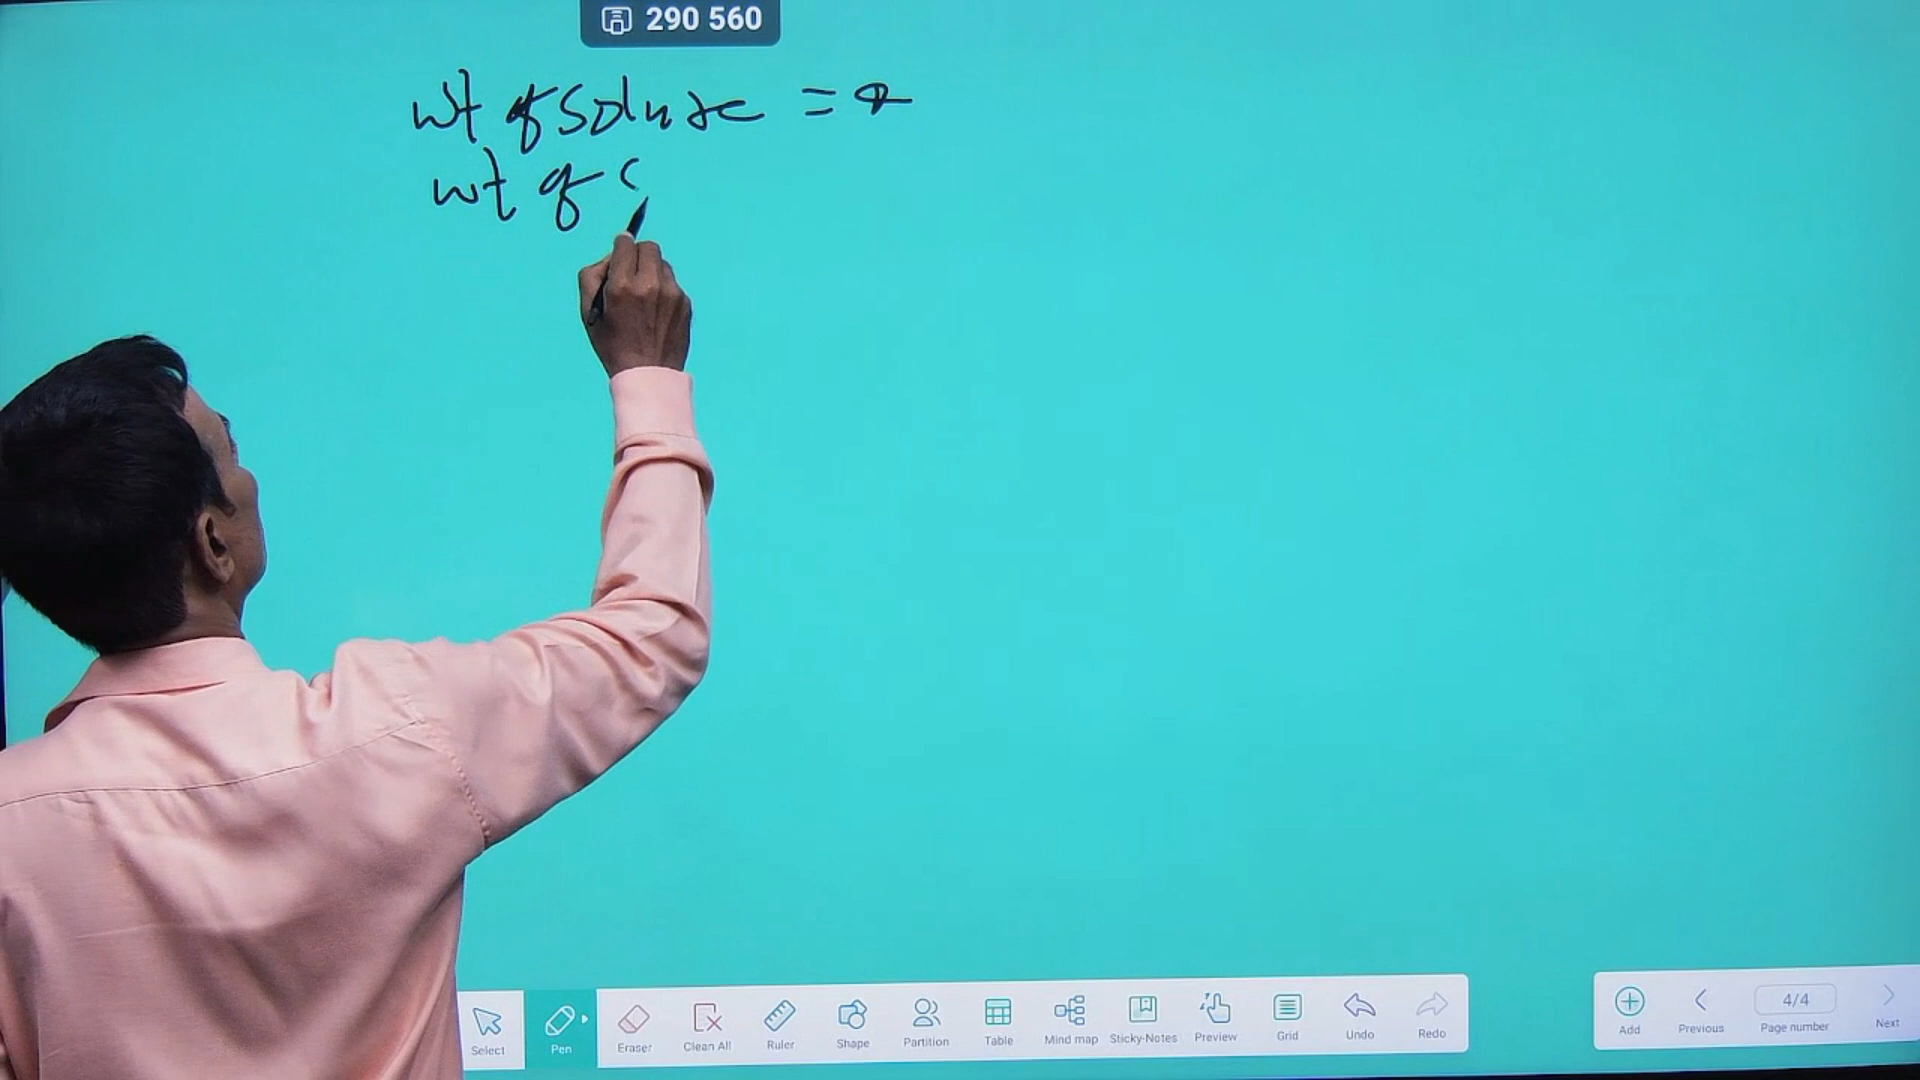 290 560
wt of solute =
wt of s
Select
Pen
Eraser
Clean All
Ruler
Shape
Partition
Table
Mind map
Sticky-Notes
Preview
Grid
Undo
Redo
Add
Previous
4/4
Page number
Next